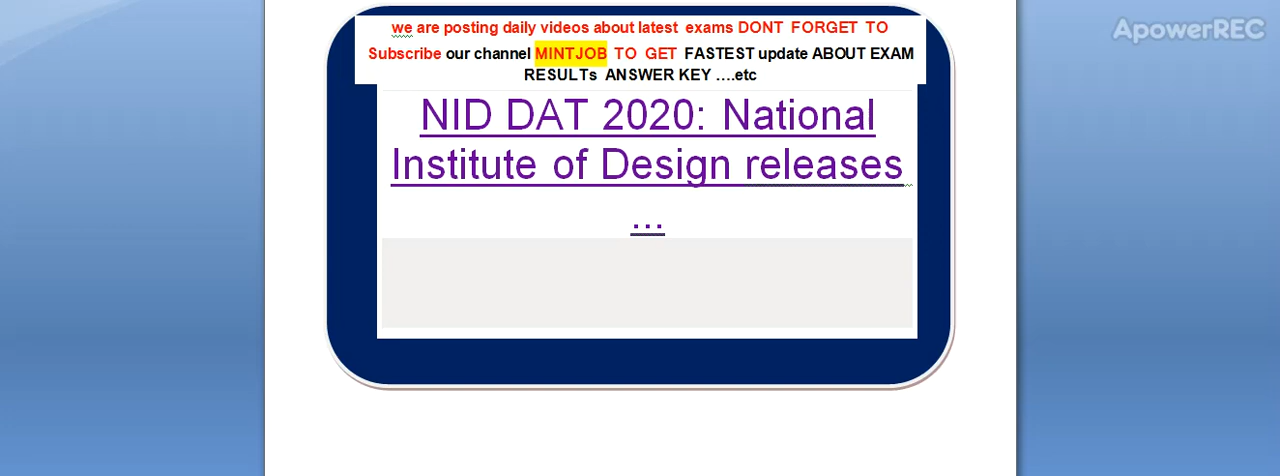 ApowerREC
we are posting daily videos about latest exams DONT FORGET TO
Subscribe our channel MINTJOB TO GET FASTEST update ABOUT EXAM
RESULTs ANSWER KEY ....etc
NID DAT 2020: National
Institute of Design releases
...